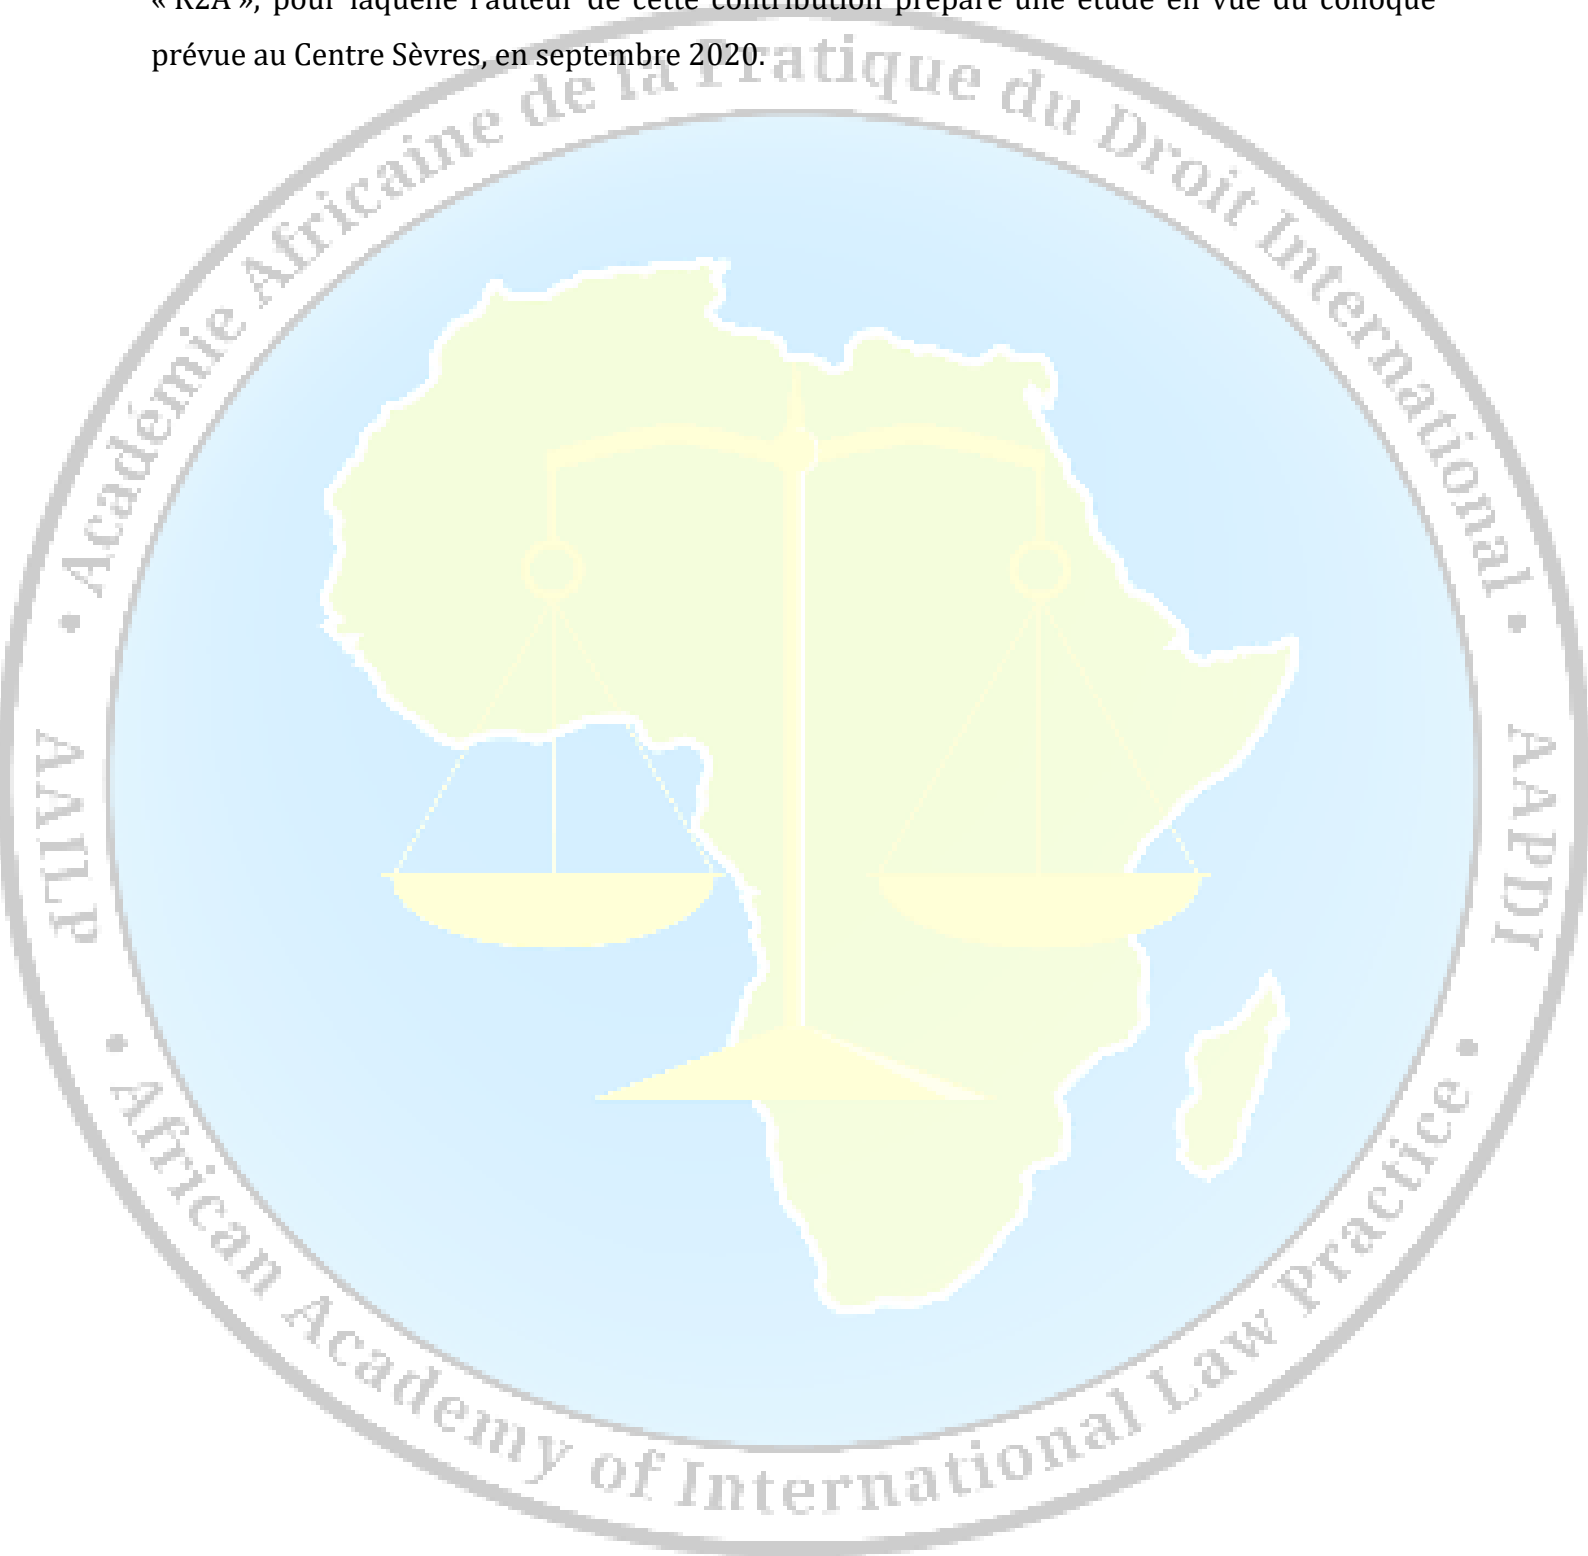 « R2A », pour laquelle l'auteur de cette contribution prépare une étude en vue du colloque
prévue au Centre Sèvres, en septembre 2020.
• Académie Africaine de la Pratique du Droit International •
AAILP
AAPDI
• African Academy of International Law Practice •